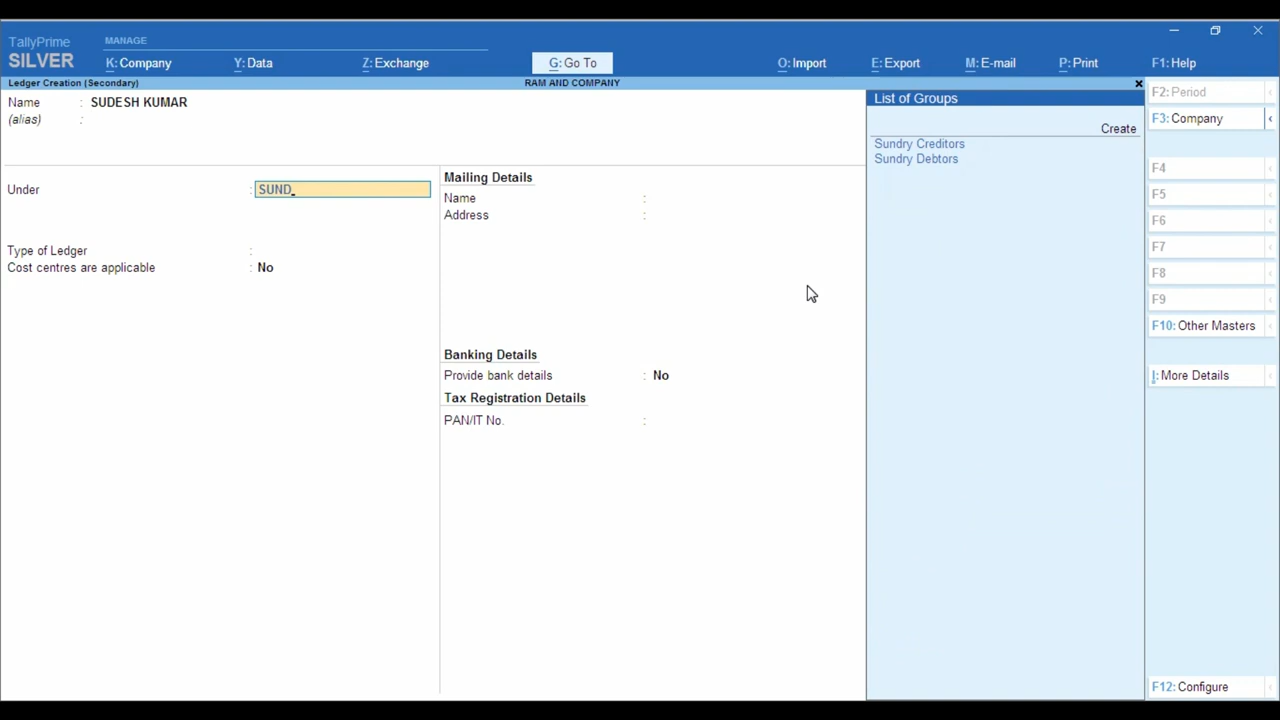 TallyPrime
SILVER
MANAGE
K: Company
Y: Data
Z: Exchange
G: Go To
O: Import
E: Export
M: E-mail
P: Print
F1: Help
Ledger Creation (Secondary)
RAM AND COMPANY
Name : SUDESH KUMAR
(alias) :
Under : SUND
Type of Ledger :
Cost centres are applicable : No
Mailing Details
Name :
Address :
Banking Details
Provide bank details : No
Tax Registration Details
PAN/IT No. :
List of Groups
Create
Sundry Creditors
Sundry Debtors
F2: Period
F3: Company
F4
F5
F6
F7
F8
F9
F10: Other Masters
I: More Details
F12: Configure